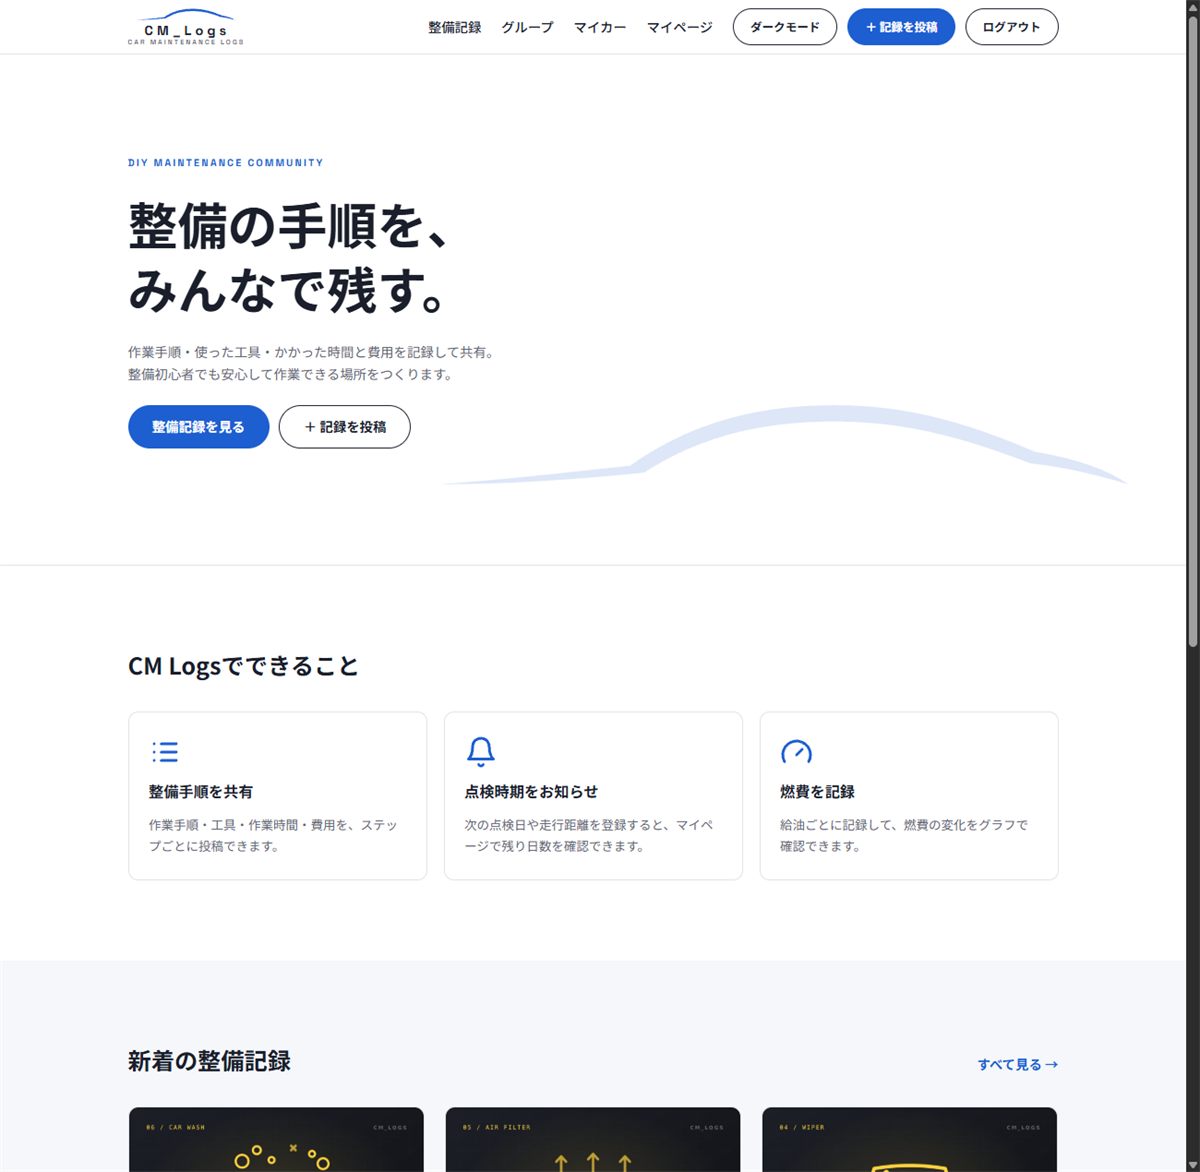 CM_Logs
CAR MAINTENANCE LOGS
整備記録 グループ マイカー マイページ ダークモード ＋ 記録を投稿 ログアウト
DIY MAINTENANCE COMMUNITY
整備の手順を、
みんなで残す。
作業手順・使った工具・かかった時間と費用を記録して共有。
整備初心者でも安心して作業できる場所をつくります。
整備記録を見る ＋ 記録を投稿
CM Logsでできること
整備手順を共有
作業手順・工具・作業時間・費用を、ステッ
プごとに投稿できます。
点検時期をお知らせ
次の点検日や走行距離を登録すると、マイペ
ージで残り日数を確認できます。
燃費を記録
給油ごとに記録して、燃費の変化をグラフで
確認できます。
新着の整備記録
すべて見る →
06 / CAR WASH CM_LOGS
05 / AIR FILTER CM_LOGS
04 / WIPER CM_LOGS